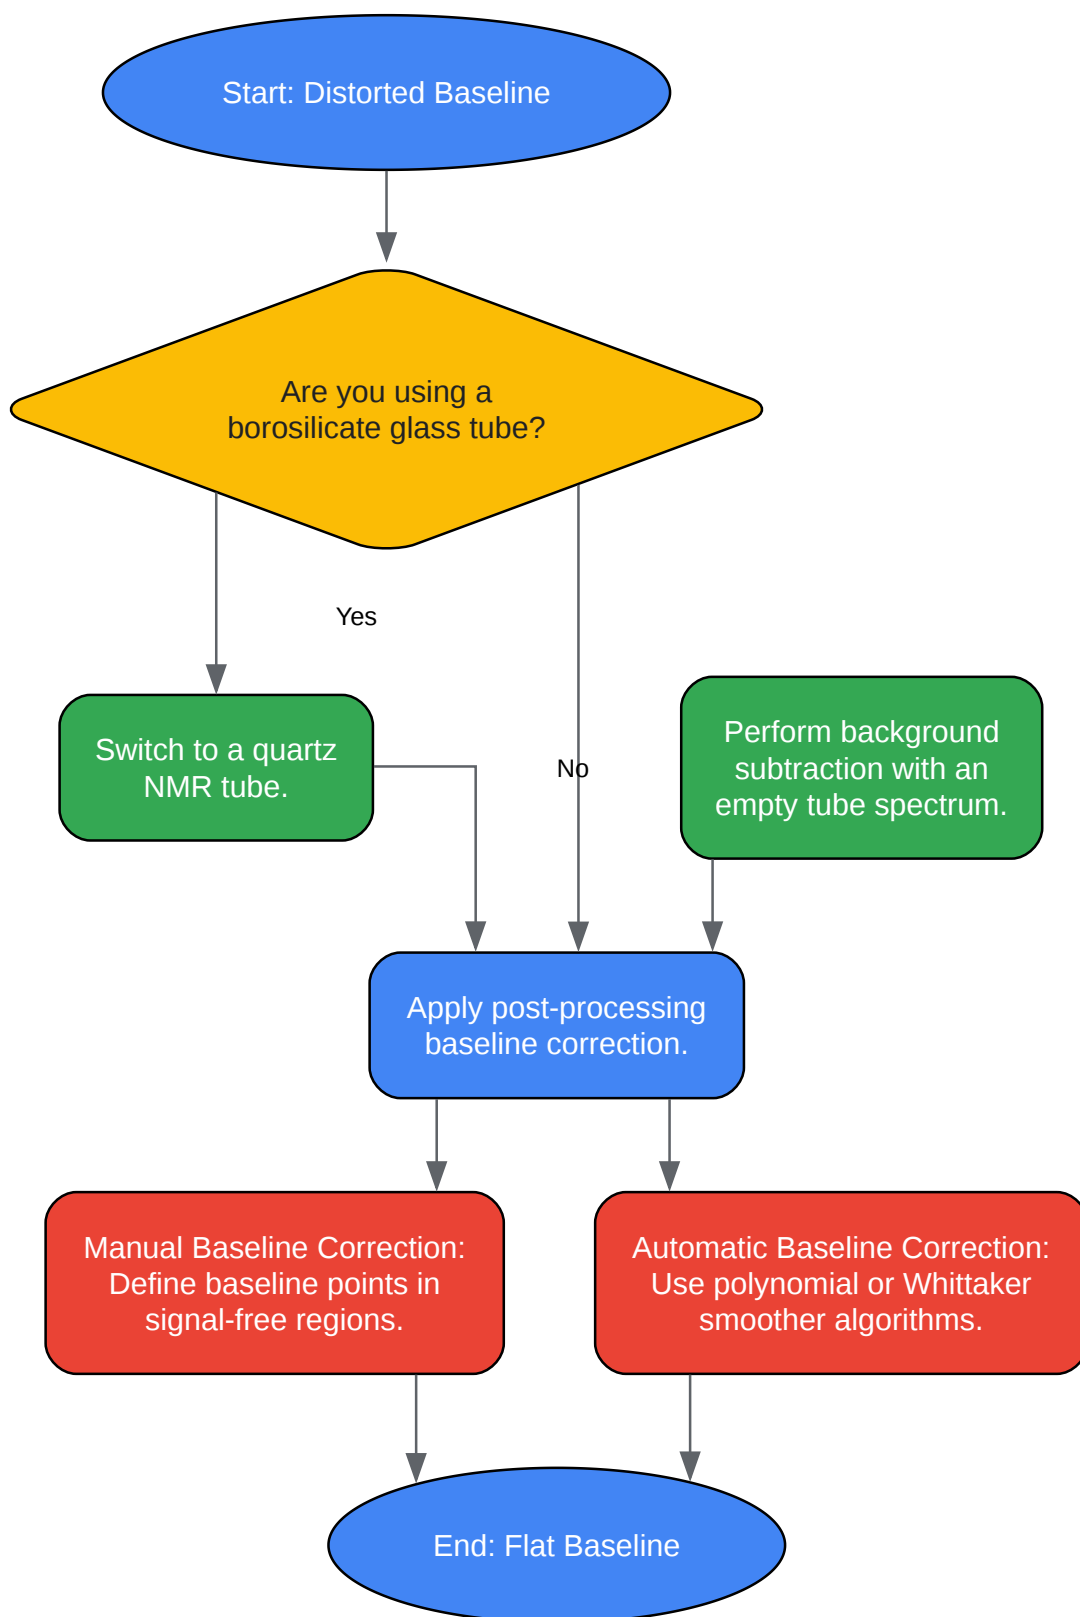 Start: Distorted Baseline
Are you using a
borosilicate glass tube?
Yes
No
Switch to a quartz
NMR tube.
Perform background
subtraction with an
empty tube spectrum.
Apply post-processing
baseline correction.
Manual Baseline Correction:
Define baseline points in
signal-free regions.
Automatic Baseline Correction:
Use polynomial or Whittaker
smoother algorithms.
End: Flat Baseline